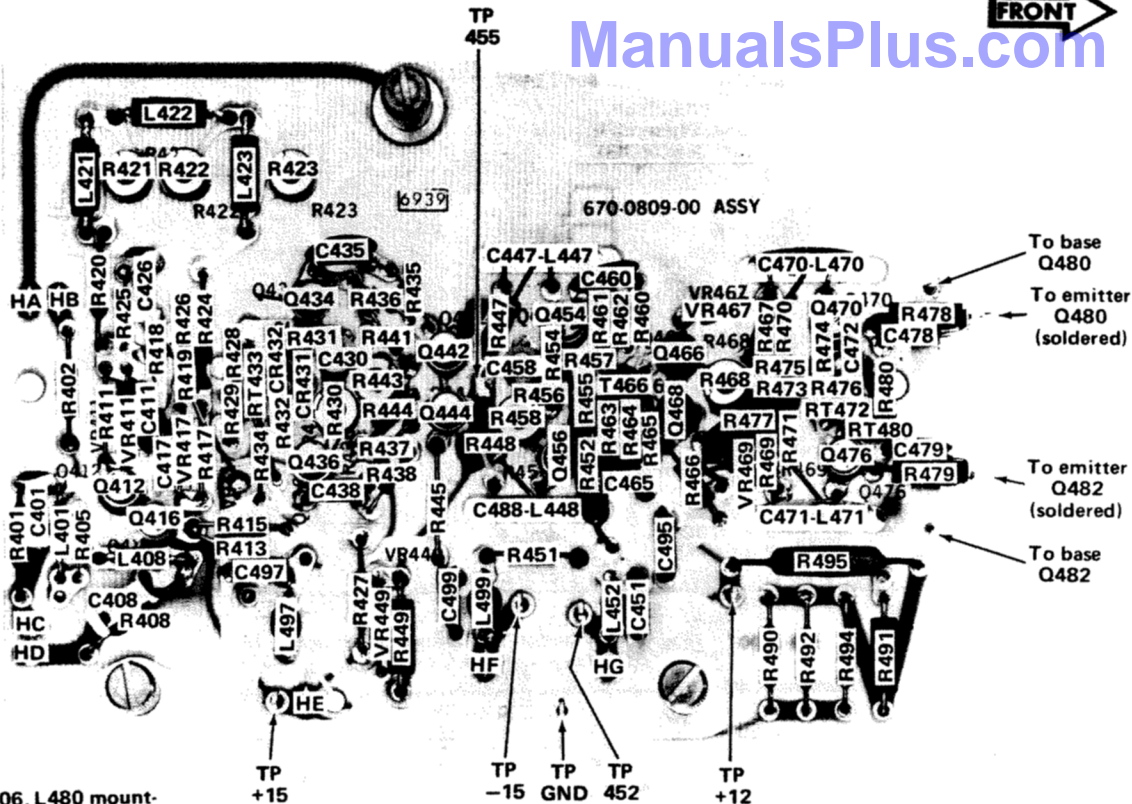 FRONT
ManualsPlus.com
TP
455
L422
L421
R421
R422
L423
R423
R422
R423
6939
670-0809-00 ASSY
To base
Q480
To emitter
Q480
(soldered)
To emitter
Q482
(soldered)
To base
Q482
HA
HB
R420
R425
C426
R418
R426
R424
R419
C435
Q434
R436
R435
R431
R441
C430
R443
R444
Q442
Q444
R428
R429
RT433
CR432
R432
CR431
R430
R434
Q436
R437
R438
C438
R402
R411
VR411
C411
C417
VR417
R417
Q412
Q416
R415
R413
L408
C497
C401
R401
L401
R405
C408
R408
HC
HD
L497
HE
R427
VR449
R449
R445
C499
L499
HF
C447-L447
R447
C460
Q454
R454
R461
R462
R460
C458
R457
R456
R458
R455
T466
R448
Q456
R452
R463
R464
R465
C465
C488-L448
R451
C495
L452
C451
HG
VR467
VR467
Q466
R468
R468
Q468
R466
C470-L470
R467
R470
Q470
R474
C472
R478
C478
R475
R473
R476
R480
RT472
RT480
R477
R471
VR469
R469
Q476
C479
R479
C471-L471
R495
R490
R492
R494
R491
TP
+15
TP
−15
TP
GND
TP
452
TP
+12
06, L480 mount-